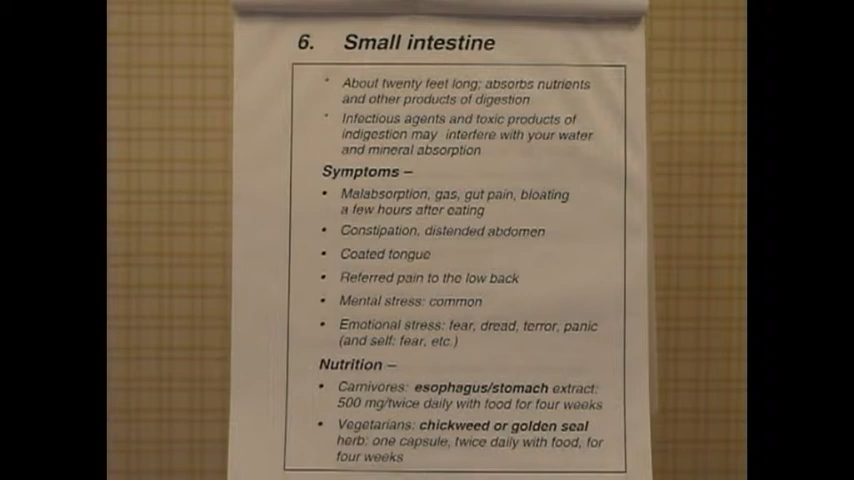 6. Small intestine
* About twenty feet long; absorbs nutrients
and other products of digestion
* Infectious agents and toxic products of
indigestion may interfere with your water
and mineral absorption
Symptoms –
• Malabsorption, gas, gut pain, bloating
a few hours after eating
• Constipation, distended abdomen
• Coated tongue
• Referred pain to the low back
• Mental stress: common
• Emotional stress: fear, dread, terror, panic
(and self: fear, etc.)
Nutrition –
• Carnivores: esophagus/stomach extract:
500 mg/twice daily with food for four weeks
• Vegetarians: chickweed or golden seal
herb: one capsule, twice daily with food, for
four weeks